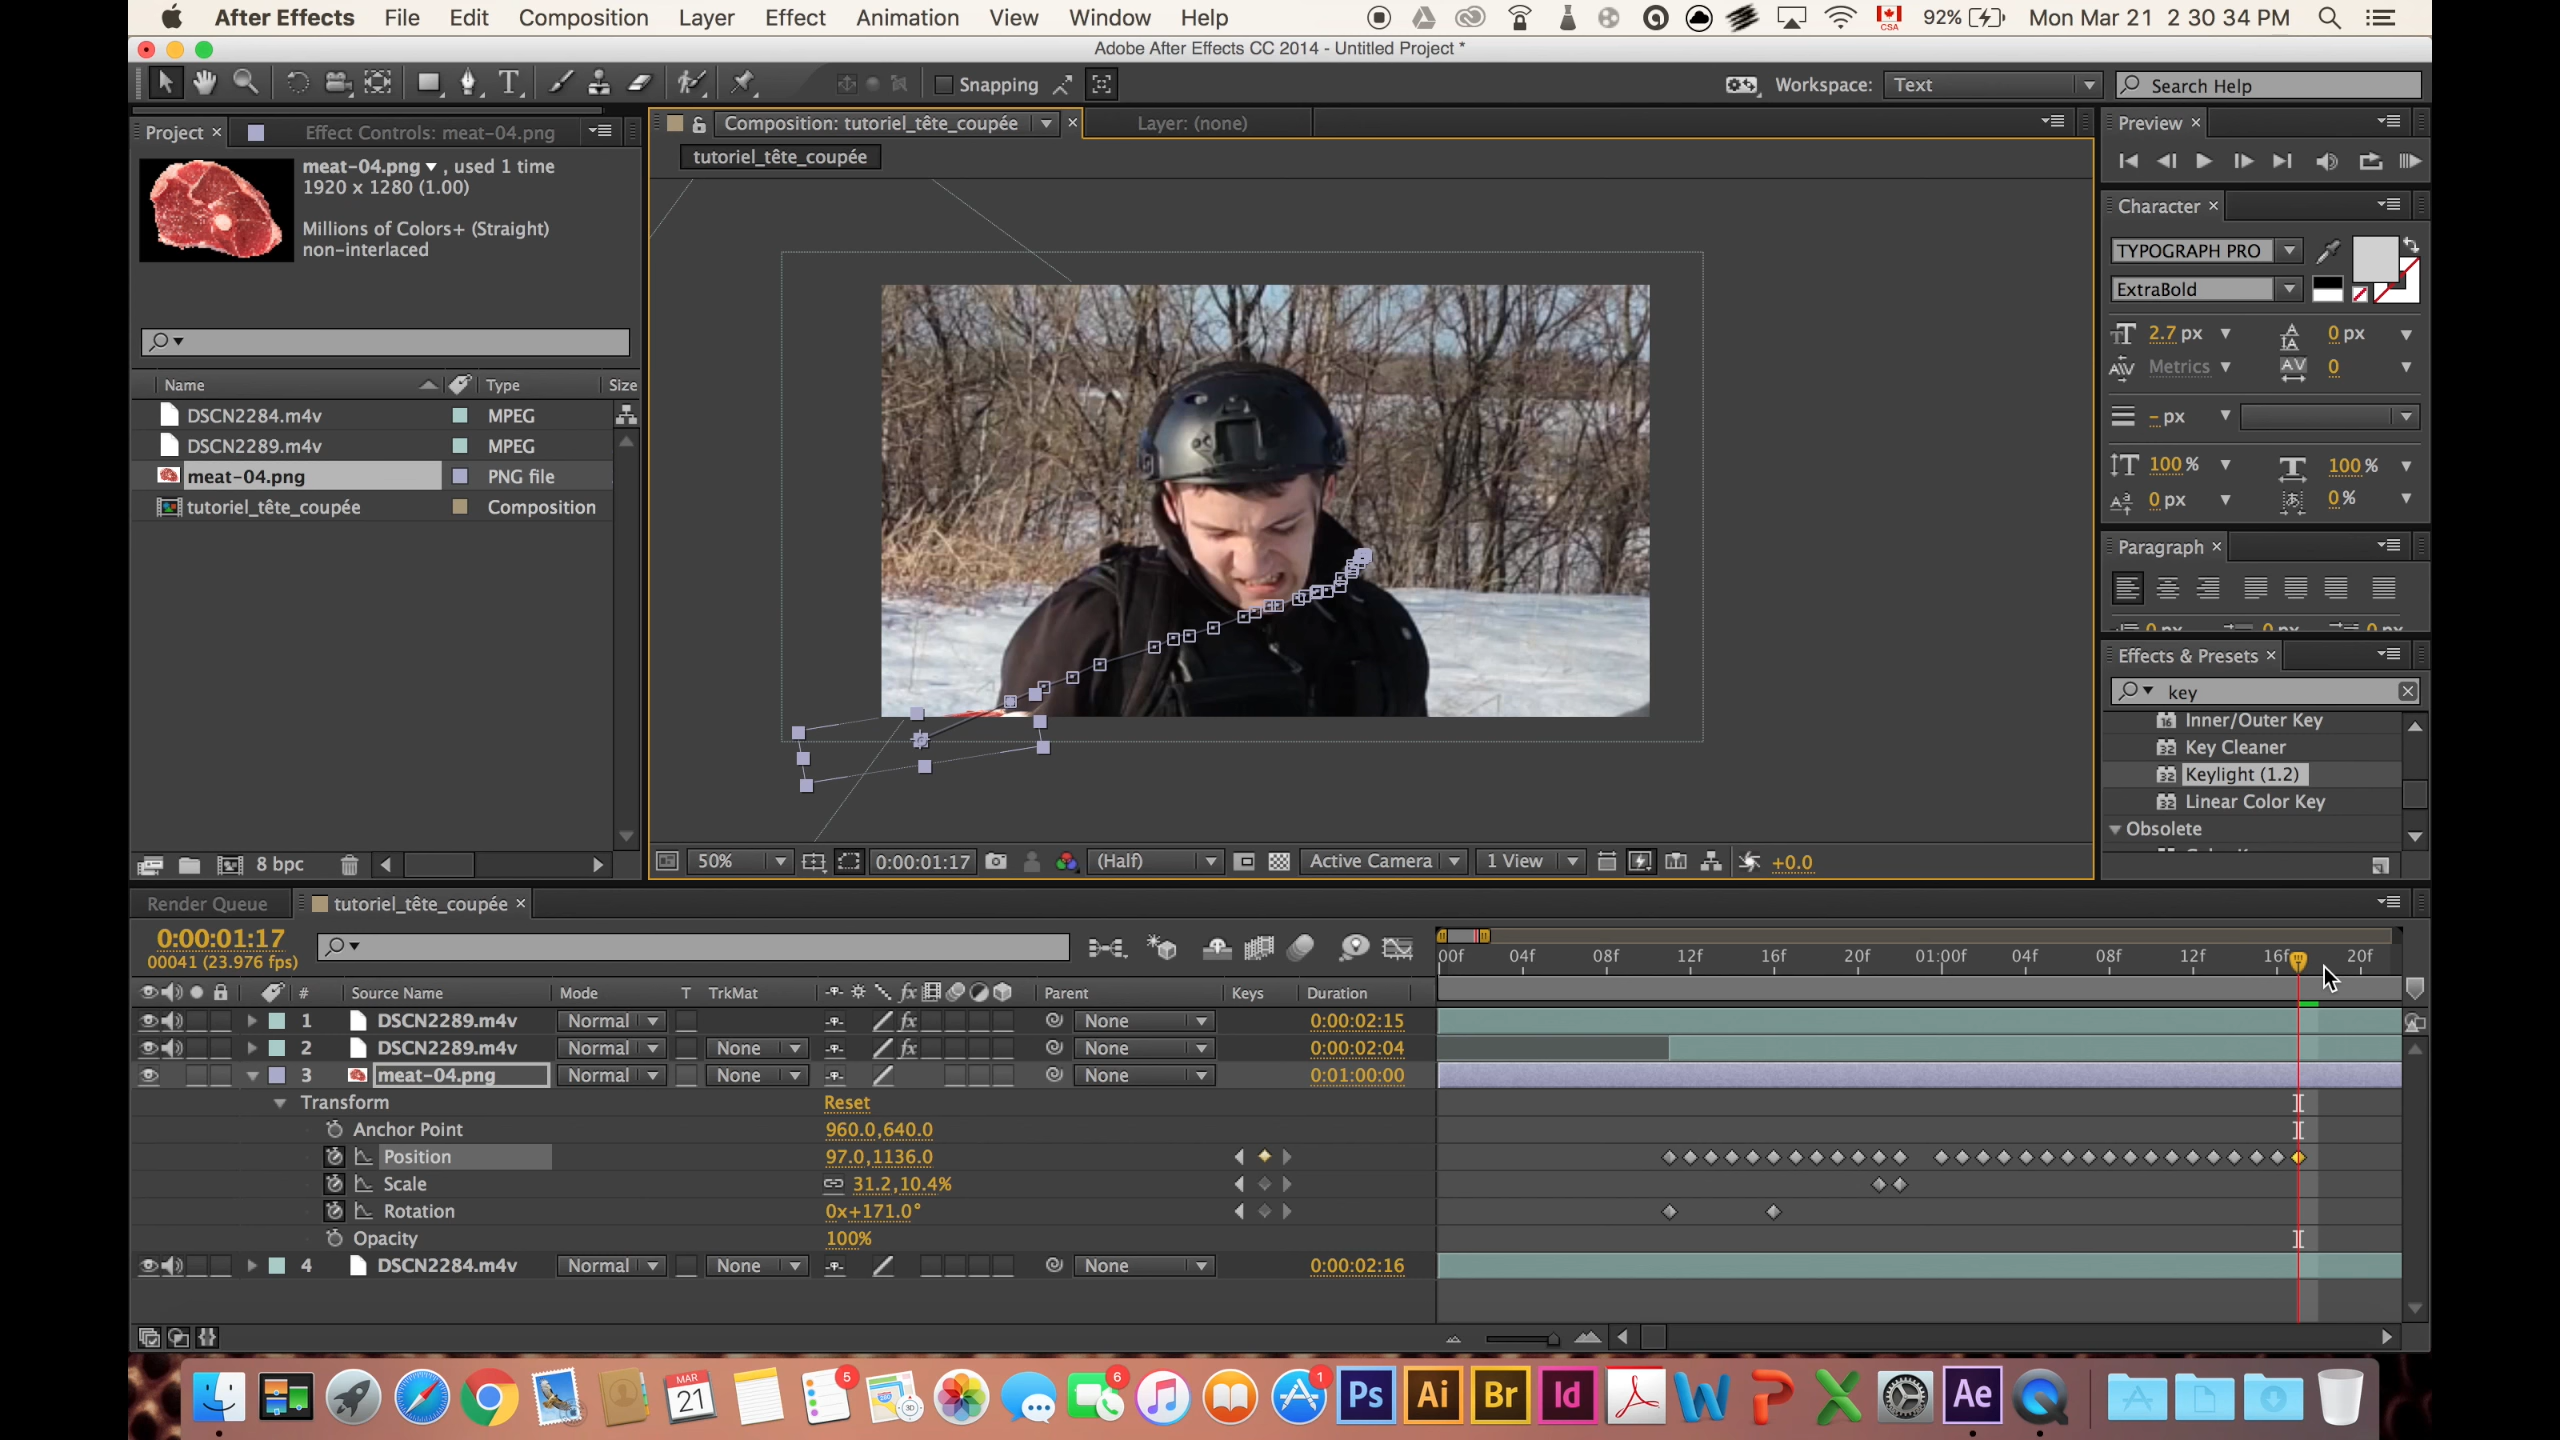 After Effects File Edit Composition Layer Effect Animation View Window Help CSA 92% Mon Mar 21 2 30 34 PM
Adobe After Effects CC 2014 - Untitled Project *
Snapping Workspace: Text Search Help
Project × Effect Controls: meat-04.png Composition: tutoriel_tête_coupée × Layer: (none) Preview ×
tutoriel_tête_coupée
meat-04.png , used 1 time
1920 x 1280 (1.00)
Millions of Colors+ (Straight)
non-interlaced
Character ×
TYPOGRAPH PRO
ExtraBold
2.7 px 0 px
Metrics 0
- px
100 % 100 %
0 px 0 %
Paragraph ×
0 px 0 px 0 px
Name Type Size
DSCN2284.m4v MPEG
DSCN2289.m4v MPEG
meat-04.png PNG file
tutoriel_tête_coupée Composition
8 bpc
Effects & Presets ×
key
Inner/Outer Key
Key Cleaner
Keylight (1.2)
Linear Color Key
Obsolete
50% 0:00:01:17 (Half) Active Camera 1 View +0.0
Render Queue tutoriel_tête_coupée ×
0:00:01:17
00041 (23.976 fps)
00f 04f 08f 12f 16f 20f 01:00f 04f 08f 12f 16f 20f
# Source Name Mode T TrkMat Parent Keys Duration
1 DSCN2289.m4v Normal None 0:00:02:15
2 DSCN2289.m4v Normal None None 0:00:02:04
3 meat-04.png Normal None None 0:01:00:00
Transform Reset
Anchor Point 960.0,640.0
Position 97.0,1136.0
Scale 31.2,10.4%
Rotation 0x+171.0°
Opacity 100%
4 DSCN2284.m4v Normal None None 0:00:02:16
MAR 21 5 3D 6 1 Ps Ai Br Id W P X Ae